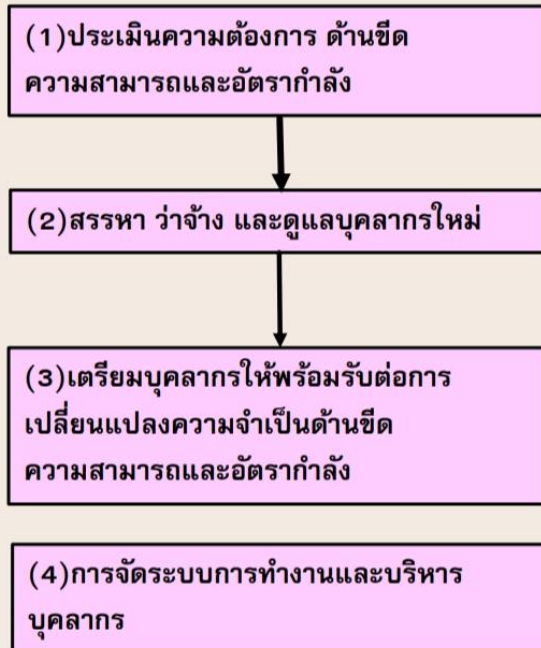 (1)ประเมินความต้องการ ด้านขีด
ความสามารถและอัตรากำลัง
(2)สรรหา ว่าจ้าง และดูแลบุคลากรใหม่
(3)เตรียมบุคลากรให้พร้อมรับต่อการ
เปลี่ยนแปลงความจำเป็นด้านขีด
ความสามารถและอัตรากำลัง
(4)การจัดระบบการทำงานและบริหาร
บุคลากร